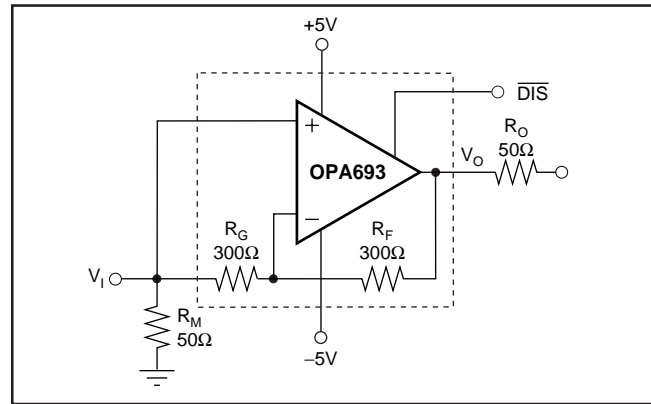 +5V
DIS
+
OPA693
−
V_O
R_O
50Ω
R_G
300Ω
R_F
300Ω
V_I
R_M
50Ω
−5V